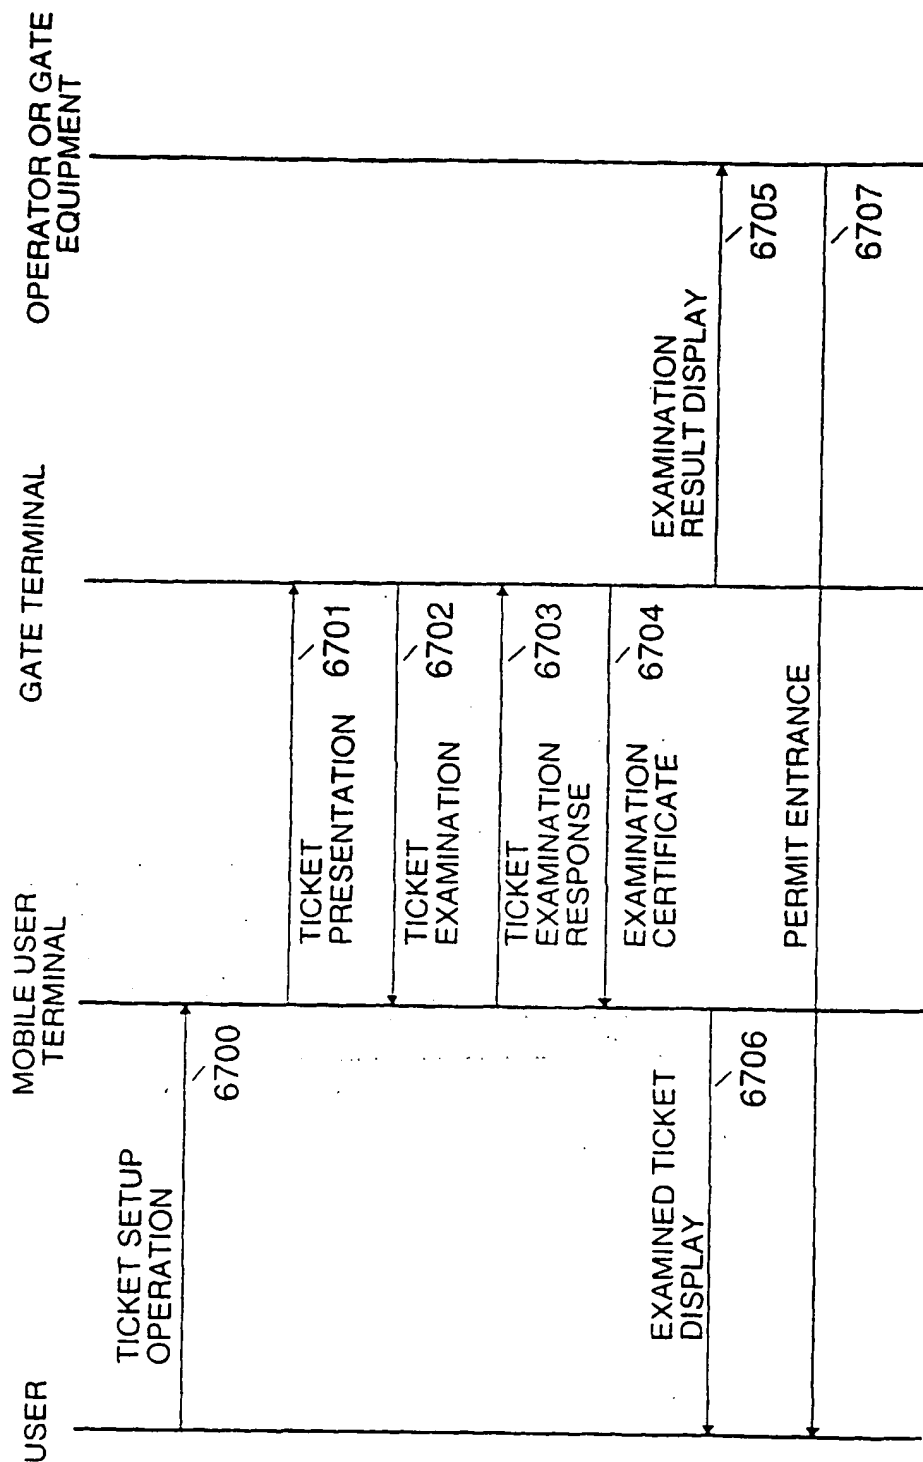 USER
MOBILE USER
TERMINAL
GATE TERMINAL
OPERATOR OR GATE
EQUIPMENT
TICKET SETUP
OPERATION
6700
TICKET
PRESENTATION
6701
TICKET
EXAMINATION
6702
TICKET
EXAMINATION
RESPONSE
6703
EXAMINATION
CERTIFICATE
6704
EXAMINATION
RESULT DISPLAY
6705
EXAMINED TICKET
DISPLAY
6706
PERMIT ENTRANCE
6707